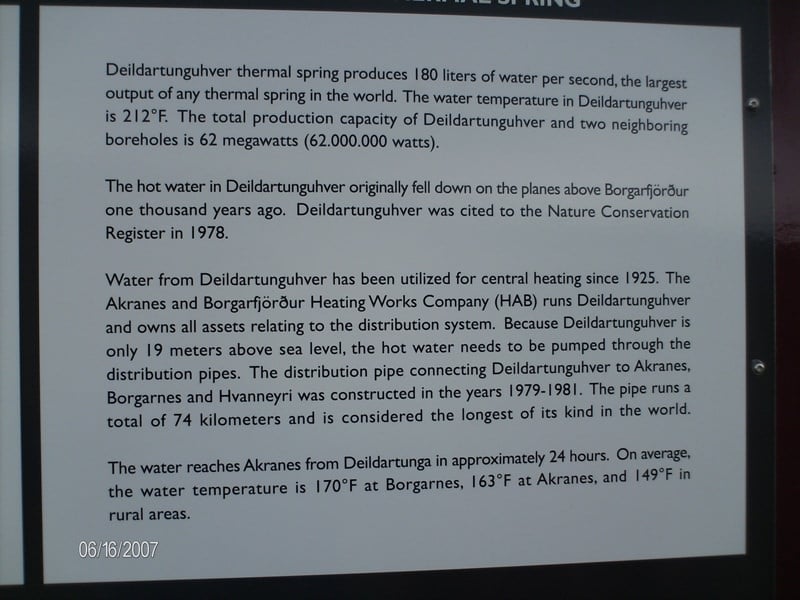 THERMAL SPRING
Deildartunguhver thermal spring produces 180 liters of water per second, the largest
output of any thermal spring in the world. The water temperature in Deildartunguhver
is 212°F. The total production capacity of Deildartunguhver and two neighboring
boreholes is 62 megawatts (62.000.000 watts).
The hot water in Deildartunguhver originally fell down on the planes above Borgarfjörður
one thousand years ago. Deildartunguhver was cited to the Nature Conservation
Register in 1978.
Water from Deildartunguhver has been utilized for central heating since 1925. The
Akranes and Borgarfjörður Heating Works Company (HAB) runs Deildartunguhver
and owns all assets relating to the distribution system. Because Deildartunguhver is
only 19 meters above sea level, the hot water needs to be pumped through the
distribution pipes. The distribution pipe connecting Deildartunguhver to Akranes,
Borgarnes and Hvanneyri was constructed in the years 1979-1981. The pipe runs a
total of 74 kilometers and is considered the longest of its kind in the world.
The water reaches Akranes from Deildartunga in approximately 24 hours. On average,
the water temperature is 170°F at Borgarnes, 163°F at Akranes, and 149°F in
rural areas.
06/16/2007